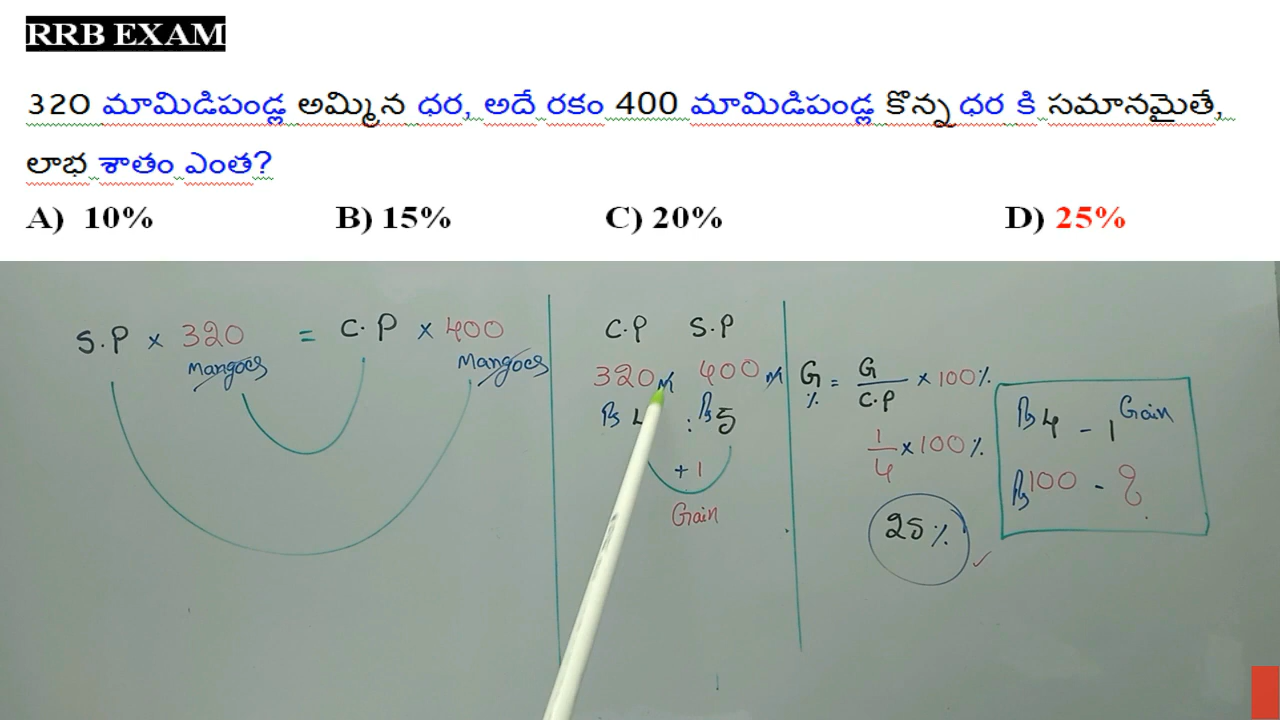 RRB EXAM
320 మామిడిపండ్ల అమ్మిన ధర, అదే రకం 400 మామిడిపండ్ల కొన్న ధర కి సమానమైతే,
లాభ శాతం ఎంత?
A) 10% B) 15% C) 20% D) 25%
S.P × 320 = C.P × 400
Mangoes Mangoes
C.P S.P
320 M 400 M
Rs 4 : Rs 5
+1
Gain
G % = G / C.P × 100%
1/4 × 100%
25%
Rs 4 - 1 Gain
Rs 100 - ?